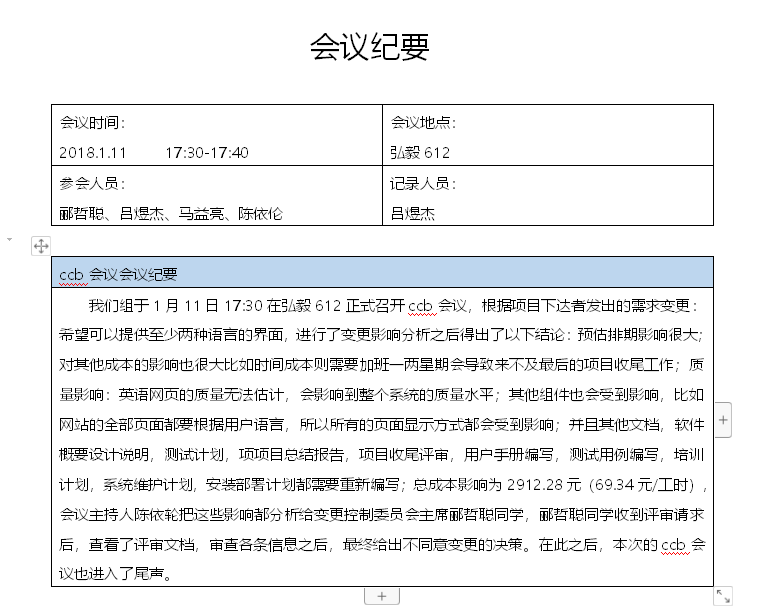 会议纪要
会议时间：
2018.1.11 17:30-17:40
会议地点：
弘毅 612
参会人员：
郦哲聪、吕煜杰、马益亮、陈依伦
记录人员：
吕煜杰
ccb 会议会议纪要
我们组于 1 月 11 日 17:30 在弘毅 612 正式召开 ccb 会议，根据项目下达者发出的需求变更：
希望可以提供至少两种语言的界面，进行了变更影响分析之后得出了以下结论：预估排期影响很大；
对其他成本的影响也很大比如时间成本则需要加班一两星期会导致来不及最后的项目收尾工作；质
量影响：英语网页的质量无法估计，会影响到整个系统的质量水平；其他组件也会受到影响，比如
网站的全部页面都要根据用户语言，所以所有的页面显示方式都会受到影响；并且其他文档，软件
概要设计说明，测试计划，项项目总结报告，项目收尾评审，用户手册编写，测试用例编写，培训
计划，系统维护计划，安装部署计划都需要重新编写；总成本影响为 2912.28 元（69.34 元/工时），
会议主持人陈依轮把这些影响都分析给变更控制委员会主席郦哲聪同学，郦哲聪同学收到评审请求
后，查看了评审文档，审查各条信息之后，最终给出不同意变更的决策。在此之后，本次的 ccb 会
议也进入了尾声。